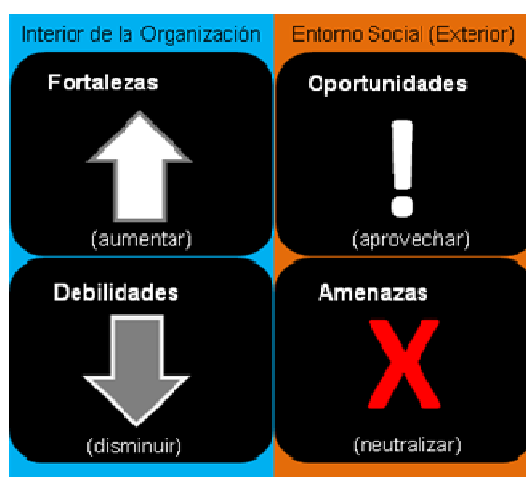 Interior de la Organización
Entorno Social (Exterior)
Fortalezas
(aumentar)
Oportunidades
!
(aprovechar)
Debilidades
(disminuir)
Amenazas
X
(neutralizar)